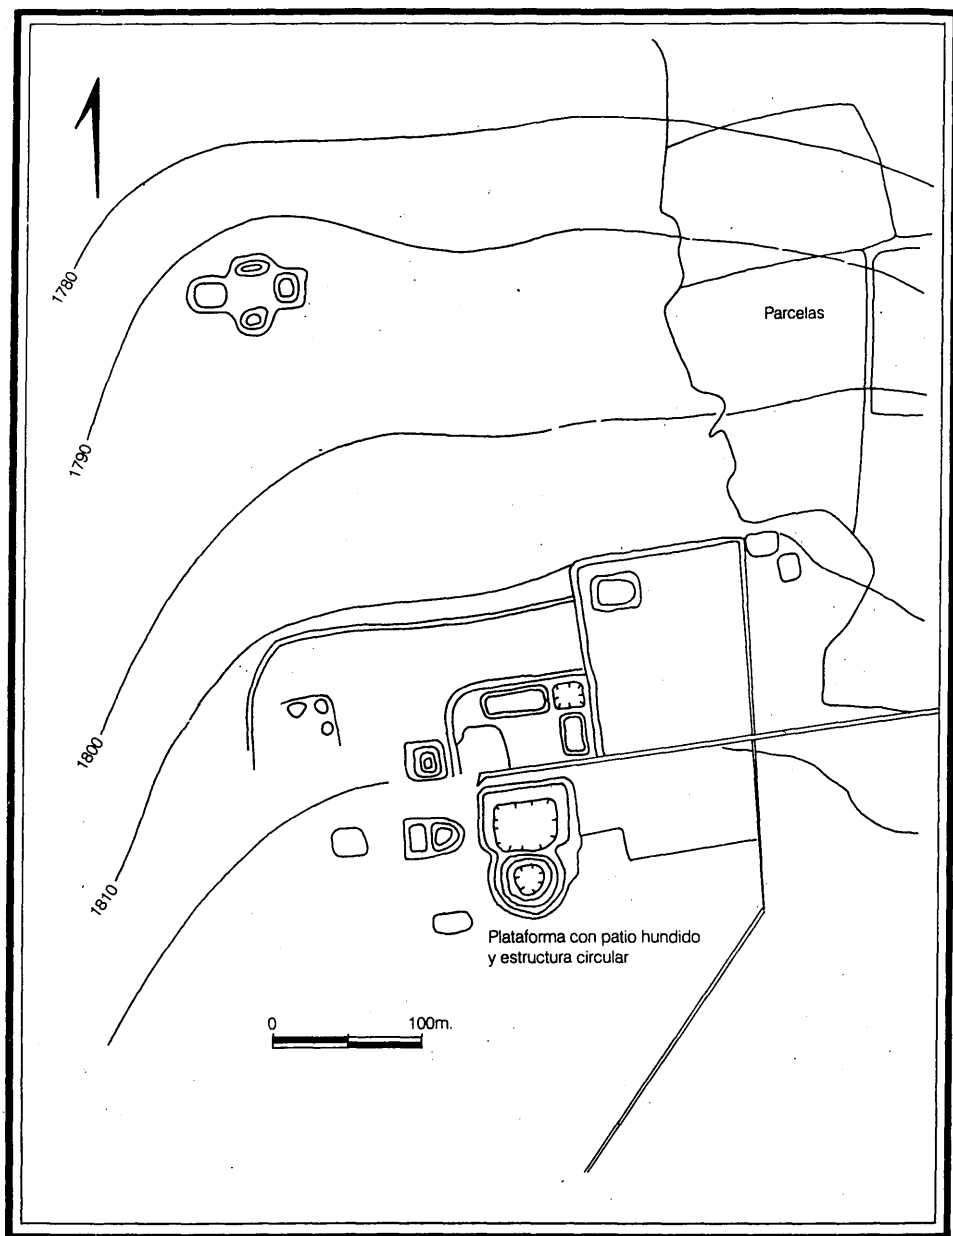 1780
Parcelas
1790
1800
1810
Plataforma con patio hundido
y estructura circular
0 100m.